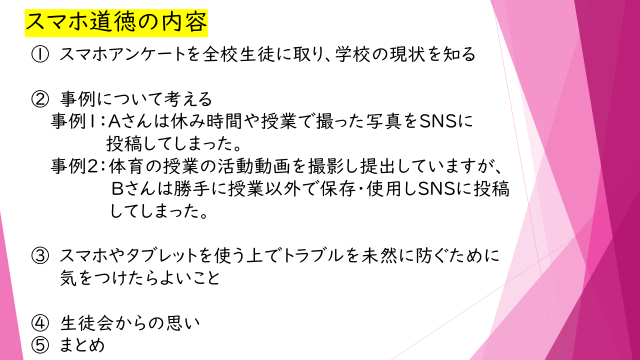 スマホ道徳の内容
① スマホアンケートを全校生徒に取り、学校の現状を知る
② 事例について考える
事例1：Aさんは休み時間や授業で撮った写真をSNSに
投稿してしまった。
事例2：体育の授業の活動動画を撮影し提出していますが、
Bさんは勝手に授業以外で保存・使用しSNSに投稿
してしまった。
③ スマホやタブレットを使う上でトラブルを未然に防ぐために
気をつけたらよいこと
④ 生徒会からの思い
⑤ まとめ